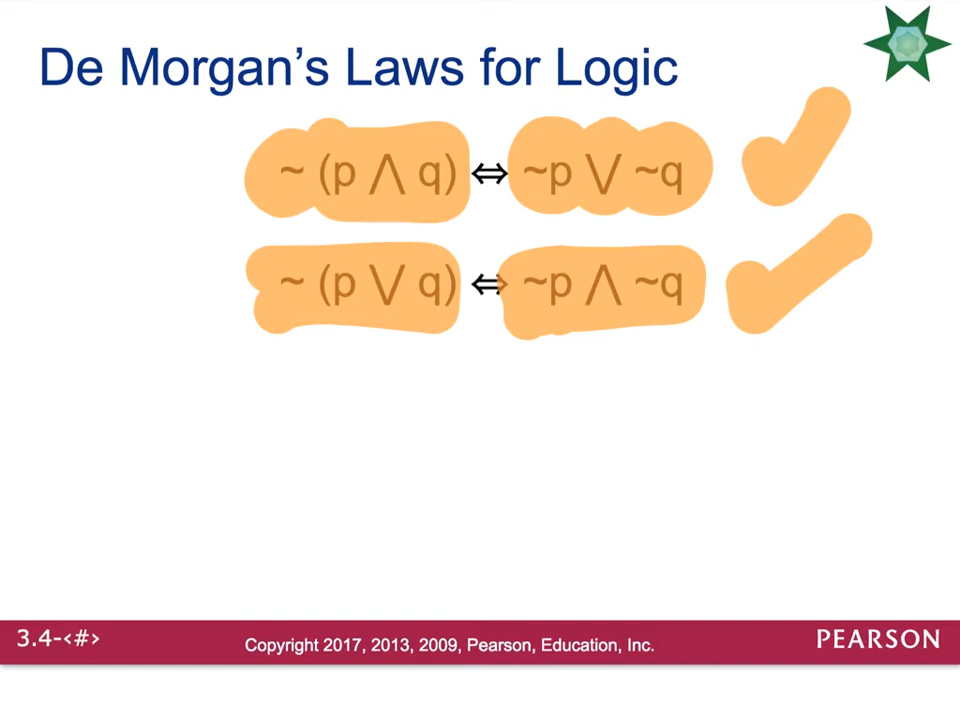 De Morgan's Laws for Logic
~ (p ⋀ q) ⇔ ~p ⋁ ~q
~ (p ⋁ q) ⇔ ~p ⋀ ~q
3.4-<#>
Copyright 2017, 2013, 2009, Pearson, Education, Inc.
PEARSON